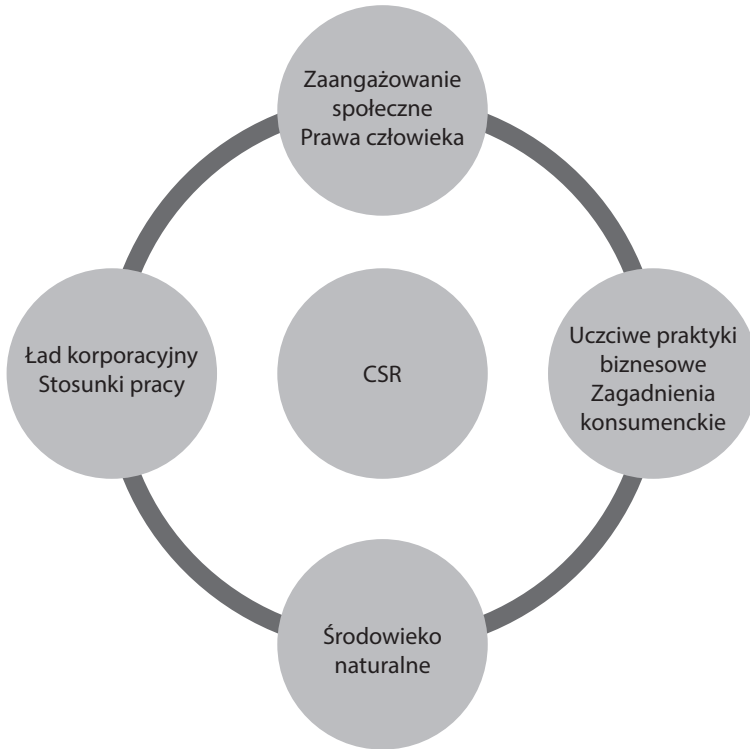 Zaangażowanie
społeczne
Prawa człowieka
Ład korporacyjny
Stosunki pracy
CSR
Uczciwe praktyki
biznesowe
Zagadnienia
konsumenckie
Środowieko
naturalne